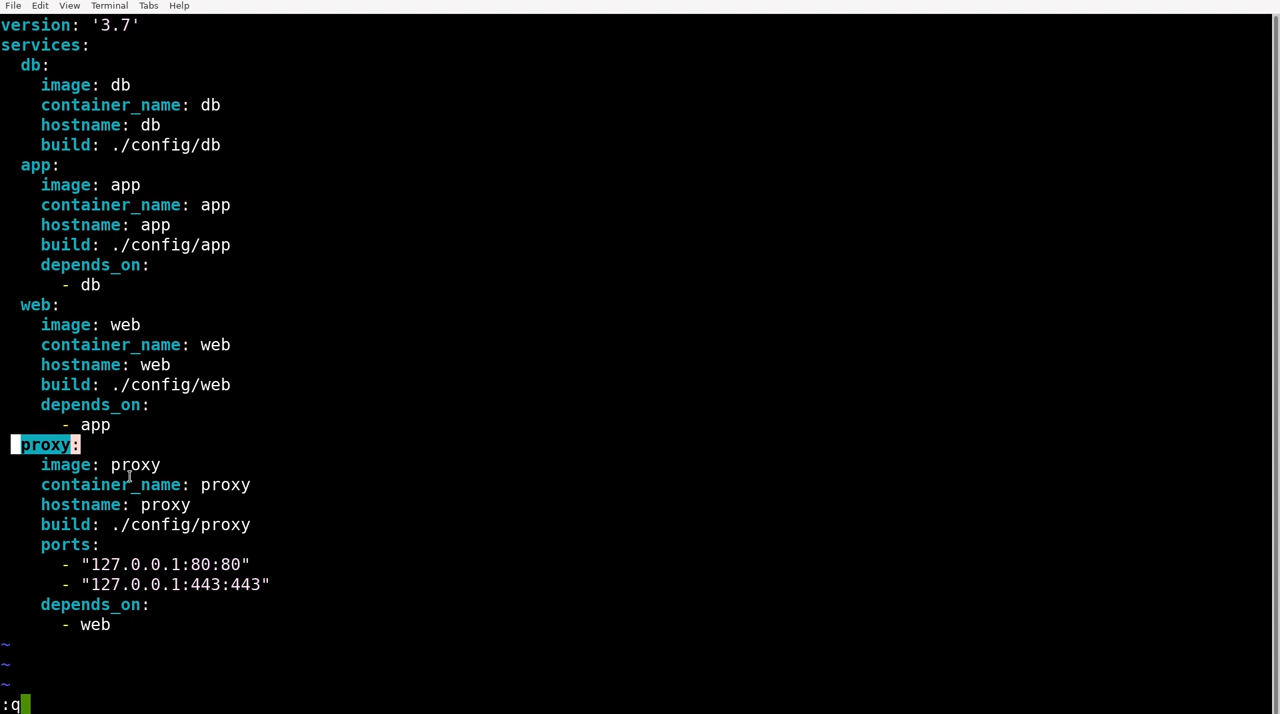 File Edit View Terminal Tabs Help
version: '3.7'
services:
  db:
    image: db
    container_name: db
    hostname: db
    build: ./config/db
  app:
    image: app
    container_name: app
    hostname: app
    build: ./config/app
    depends_on:
      - db
  web:
    image: web
    container_name: web
    hostname: web
    build: ./config/web
    depends_on:
      - app
  proxy:
    image: proxy
    container_name: proxy
    hostname: proxy
    build: ./config/proxy
    ports:
      - "127.0.0.1:80:80"
      - "127.0.0.1:443:443"
    depends_on:
      - web
~
~
~
:q